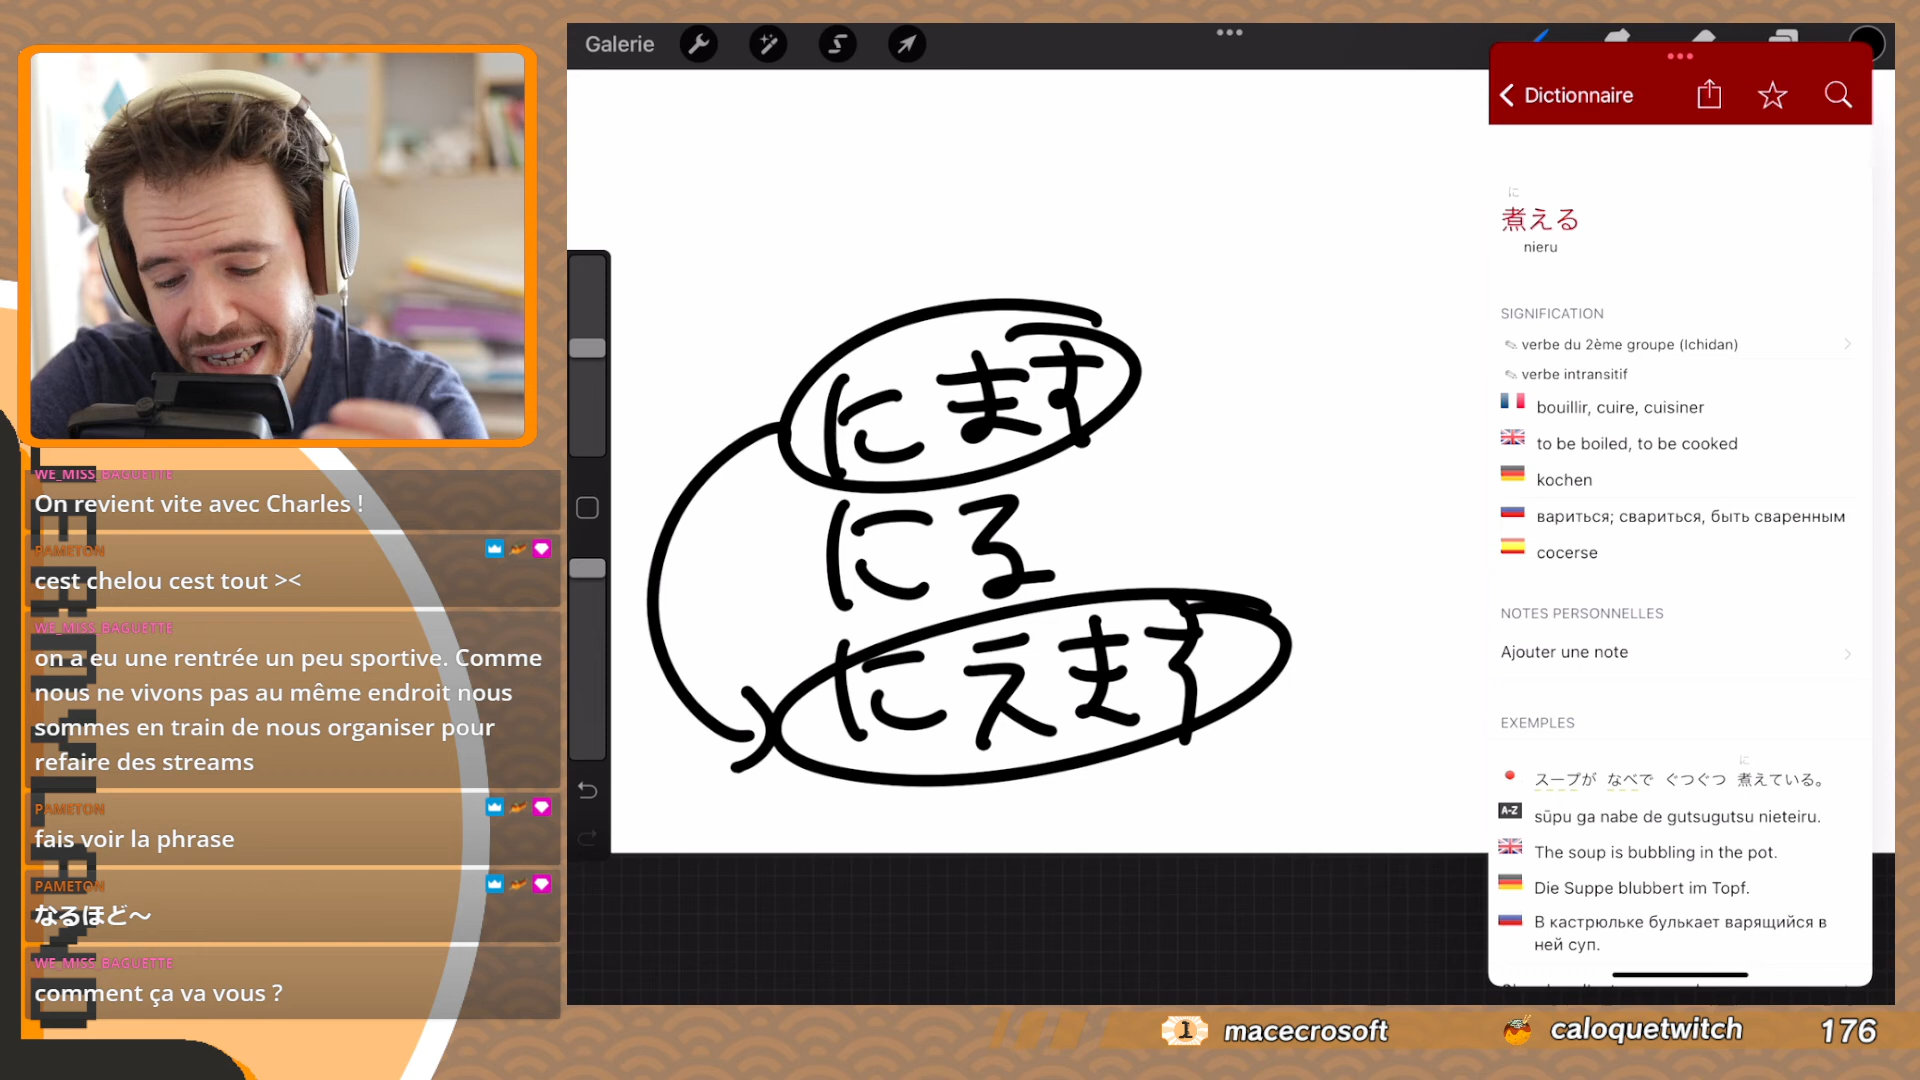 WE_MISS_BAGUETTE
On revient vite avec Charles !
PAMETON
cest chelou cest tout ><
WE_MISS_BAGUETTE
on a eu une rentrée un peu sportive. Comme
nous ne vivons pas au même endroit nous
sommes en train de nous organiser pour
refaire des streams
PAMETON
fais voir la phrase
PAMETON
なるほど〜
WE_MISS_BAGUETTE
comment ça va vous ?
Galerie
にます
にる
にえます
Dictionnaire
に
煮える
nieru
SIGNIFICATION
verbe du 2ème groupe (Ichidan)
verbe intransitif
bouillir, cuire, cuisiner
to be boiled, to be cooked
kochen
вариться; свариться, быть сваренным
cocerse
NOTES PERSONNELLES
Ajouter une note
EXEMPLES
に
スープが なべで ぐつぐつ 煮えている。
A-Z
sūpu ga nabe de gutsugutsu nieteiru.
The soup is bubbling in the pot.
Die Suppe blubbert im Topf.
В кастрюльке булькает варящийся в
ней суп.
1 macecrosoft
caloquetwitch 176